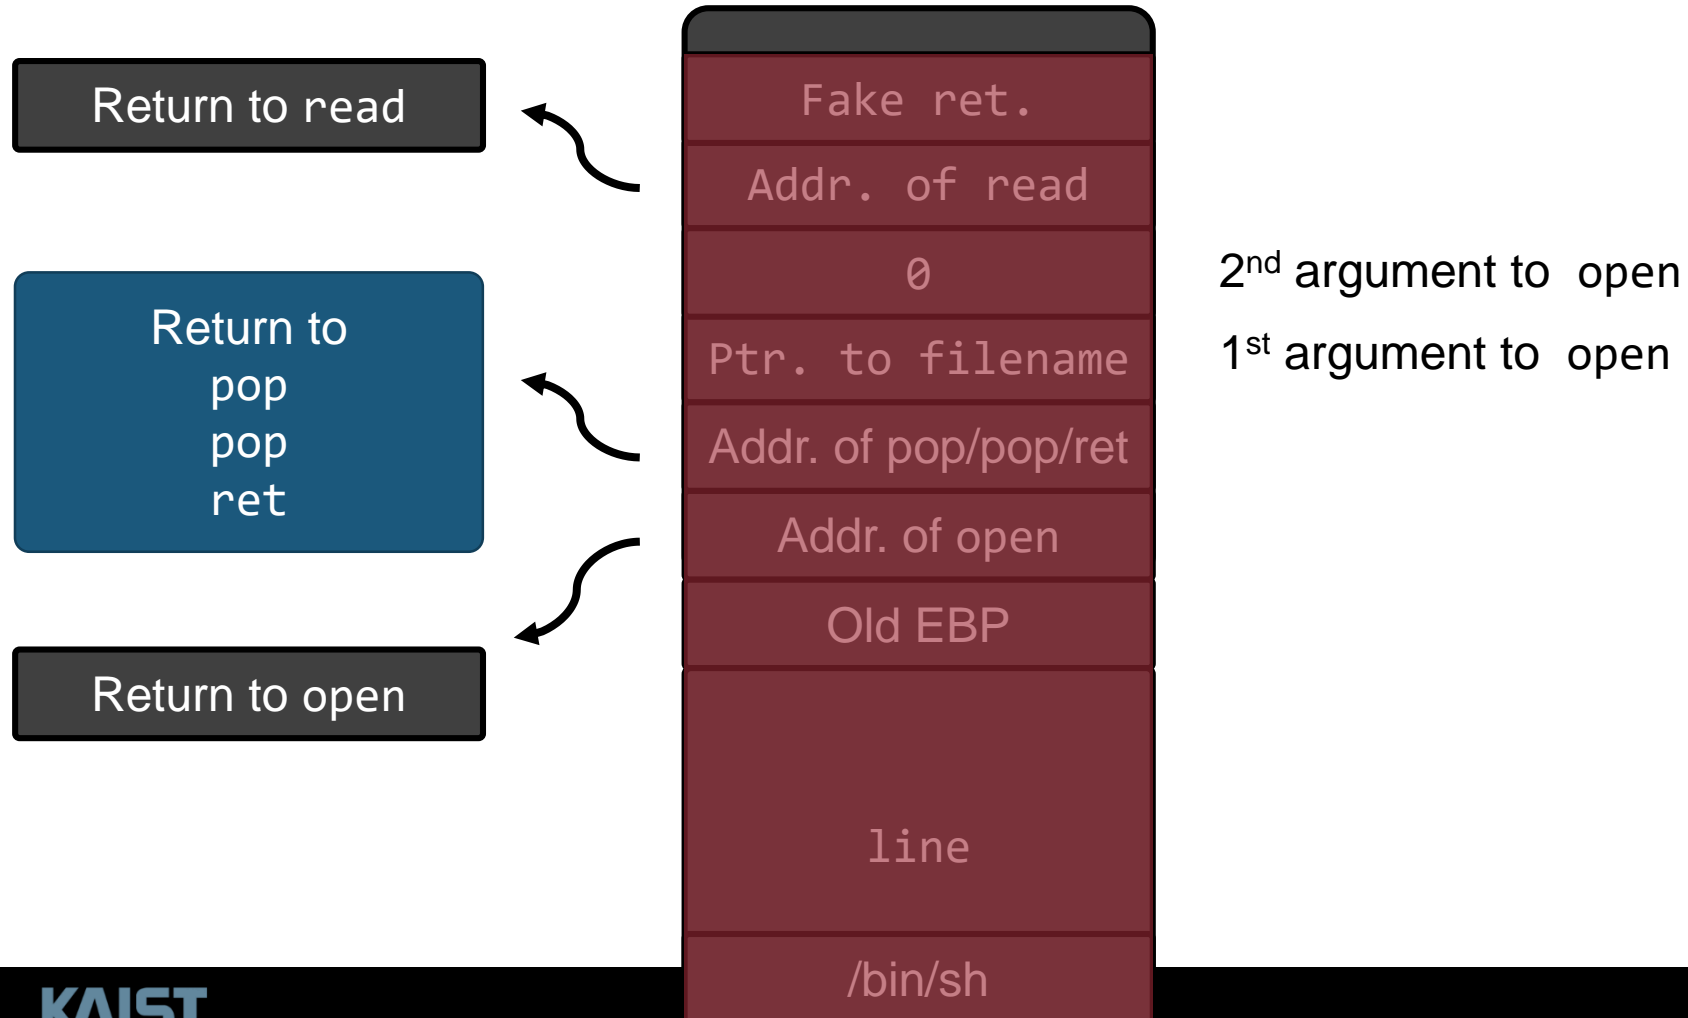 Return to read
Return to
pop
pop
ret
Return to open
Fake ret.
Addr. of read
0
Ptr. to filename
Addr. of pop/pop/ret
Addr. of open
Old EBP
line
/bin/sh
2nd argument to open
1st argument to open
KAIST